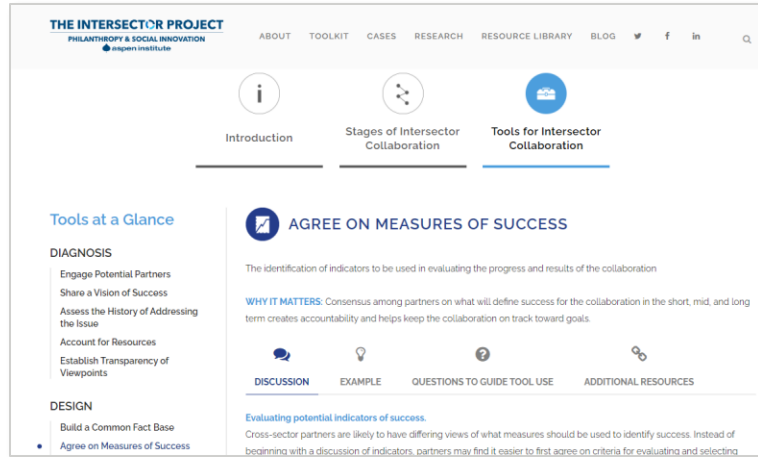 THE INTERSECTOR PROJECT
PHILANTHROPY & SOCIAL INNOVATION
aspen institute
ABOUT TOOLKIT CASES RESEARCH RESOURCE LIBRARY BLOG
Introduction
Stages of Intersector
Collaboration
Tools for Intersector
Collaboration
Tools at a Glance
DIAGNOSIS
Engage Potential Partners
Share a Vision of Success
Assess the History of Addressing
the Issue
Account for Resources
Establish Transparency of
Viewpoints
DESIGN
Build a Common Fact Base
Agree on Measures of Success
AGREE ON MEASURES OF SUCCESS
The identification of indicators to be used in evaluating the progress and results of the collaboration
WHY IT MATTERS: Consensus among partners on what will define success for the collaboration in the short, mid, and long
term creates accountability and helps keep the collaboration on track toward goals.
DISCUSSION EXAMPLE QUESTIONS TO GUIDE TOOL USE ADDITIONAL RESOURCES
Evaluating potential indicators of success.
Cross-sector partners are likely to have differing views of what measures should be used to identify success. Instead of
beginning with a discussion of indicators, partners may find it easier to first agree on criteria for evaluating and selecting